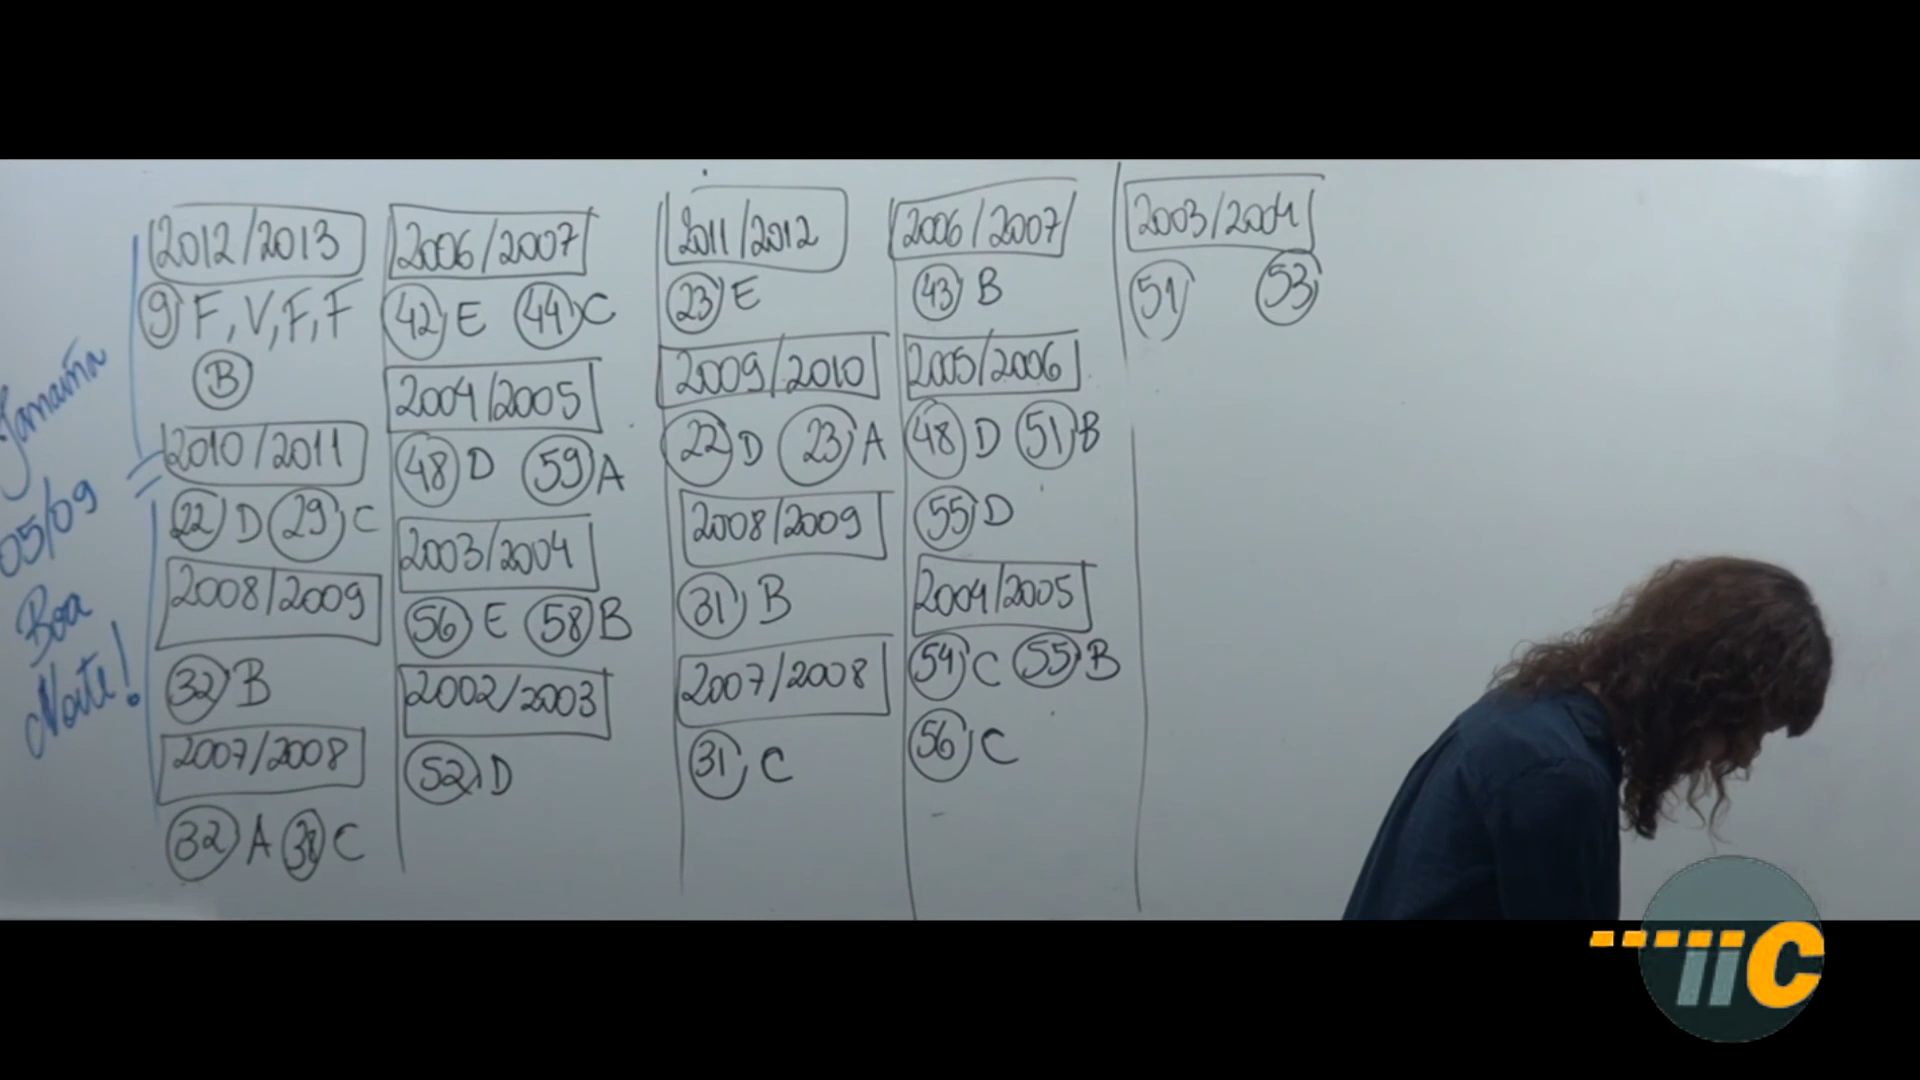 Janaína
05/09
Boa
Noite!
2012/2013
9 F, V, F, F
B
2010/2011
22 D 29 C
2008/2009
32 B
2007/2008
32 A 38 C
2006/2007
42 E 44 C
2004/2005
48 D 59 A
2003/2004
56 E 58 B
2002/2003
52 D
2011/2012
23 E
2009/2010
22 D 23 A
2008/2009
31 B
2007/2008
31 C
2006/2007
43 B
2005/2006
48 D 51 B
55 D
2004/2005
54 C 55 B
56 C
2003/2004
51 53
iiC